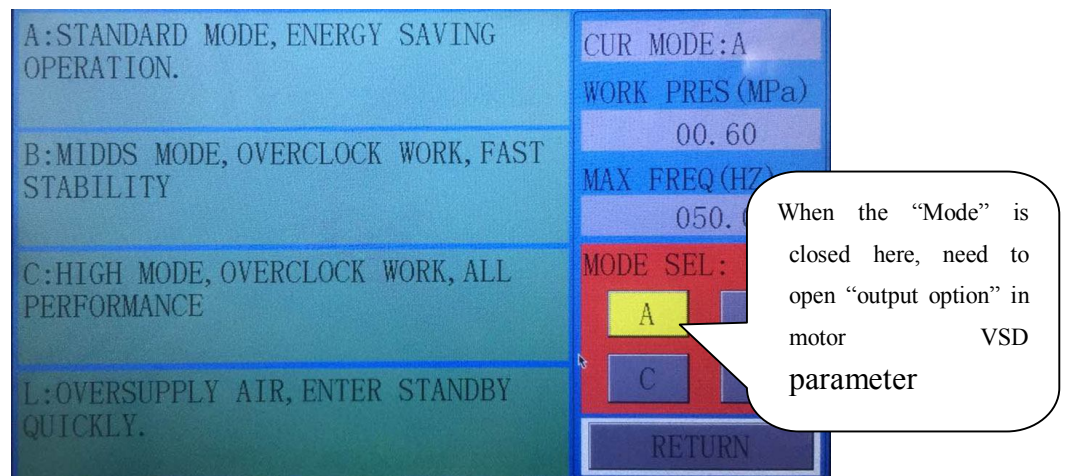 A:STANDARD MODE, ENERGY SAVING
OPERATION.
B:MIDDS MODE, OVERCLOCK WORK, FAST
STABILITY
C:HIGH MODE, OVERCLOCK WORK, ALL
PERFORMANCE
L:OVERSUPPLY AIR, ENTER STANDBY
QUICKLY.
CUR MODE:A
WORK PRES(MPa)
00.60
MAX FREQ(HZ)
050.
MODE SEL:
A
C
RETURN
When the “Mode” is
closed here, need to
open “output option” in
motor VSD
parameter